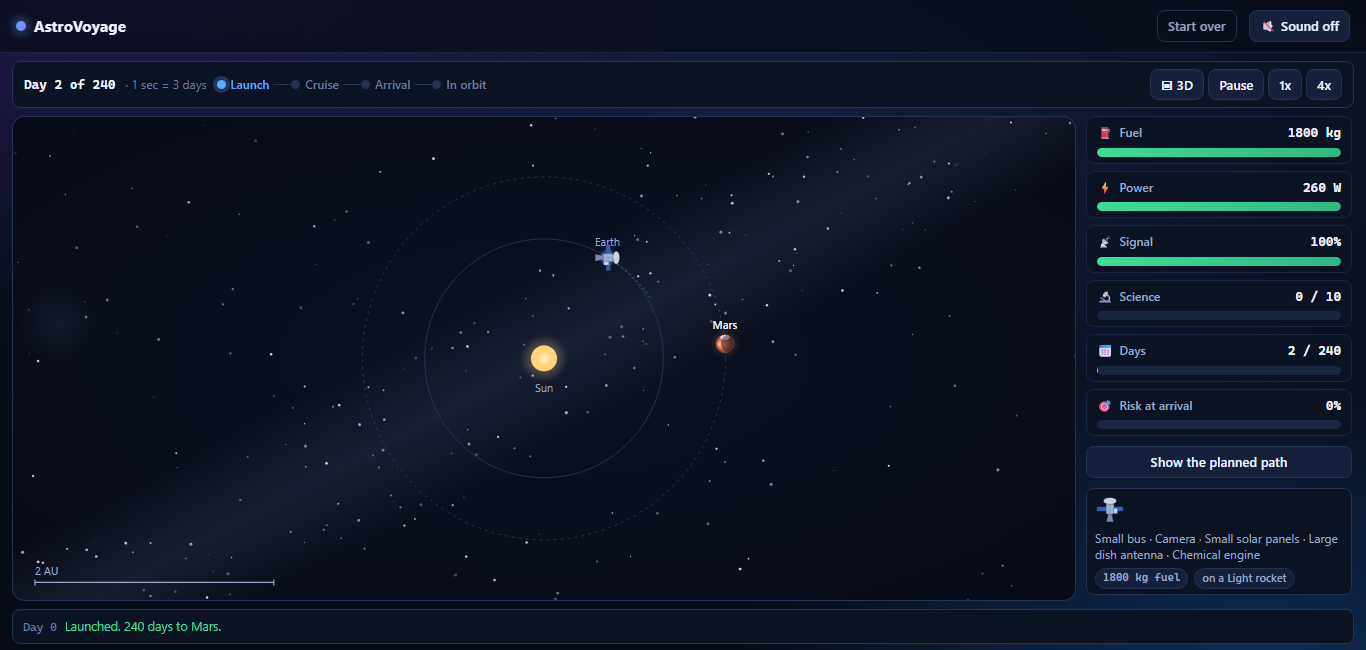 AstroVoyage
Start over
Sound off
Day 2 of 240 · 1 sec = 3 days Launch Cruise Arrival In orbit
3D
Pause
1x
4x
Earth
Mars
Sun
2 AU
Fuel 1800 kg
Power 260 W
Signal 100%
Science 0 / 10
Days 2 / 240
Risk at arrival 0%
Show the planned path
Small bus · Camera · Small solar panels · Large
dish antenna · Chemical engine
1800 kg fuel on a Light rocket
Day 0 Launched. 240 days to Mars.